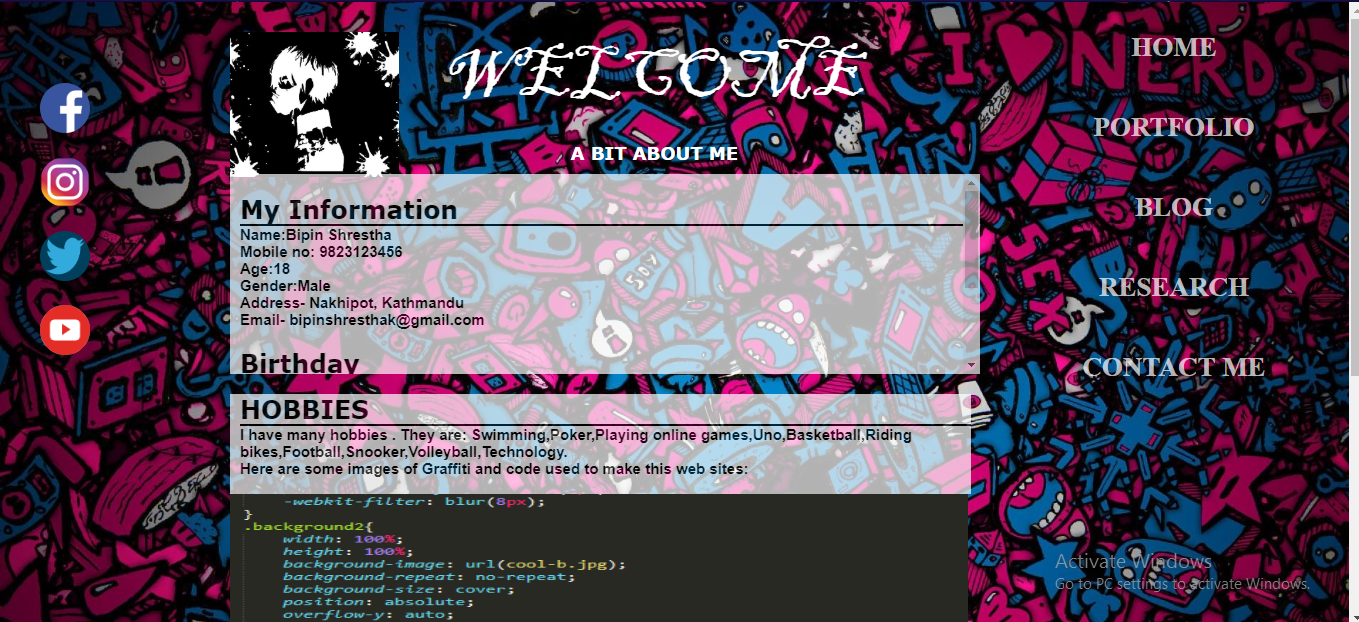 WELCOME
A BIT ABOUT ME
My Information
Name:Bipin Shrestha
Mobile no: 9823123456
Age:18
Gender:Male
Address- Nakhipot, Kathmandu
Email- bipinshresthak@gmail.com
Birthday
HOBBIES
I have many hobbies . They are: Swimming,Poker,Playing online games,Uno,Basketball,Riding
bikes,Football,Snooker,Volleyball,Technology.
Here are some images of Graffiti and code used to make this web sites:
-webkit-filter: blur(8px);
}
.background2{
width: 100%;
height: 100%;
background-image: url(cool-b.jpg);
background-repeat: no-repeat;
background-size: cover;
position: absolute;
overflow-y: auto;
HOME
PORTFOLIO
BLOG
RESEARCH
CONTACT ME
I
NERDS
SEX
Activate Windows
Go to PC settings to activate Windows.